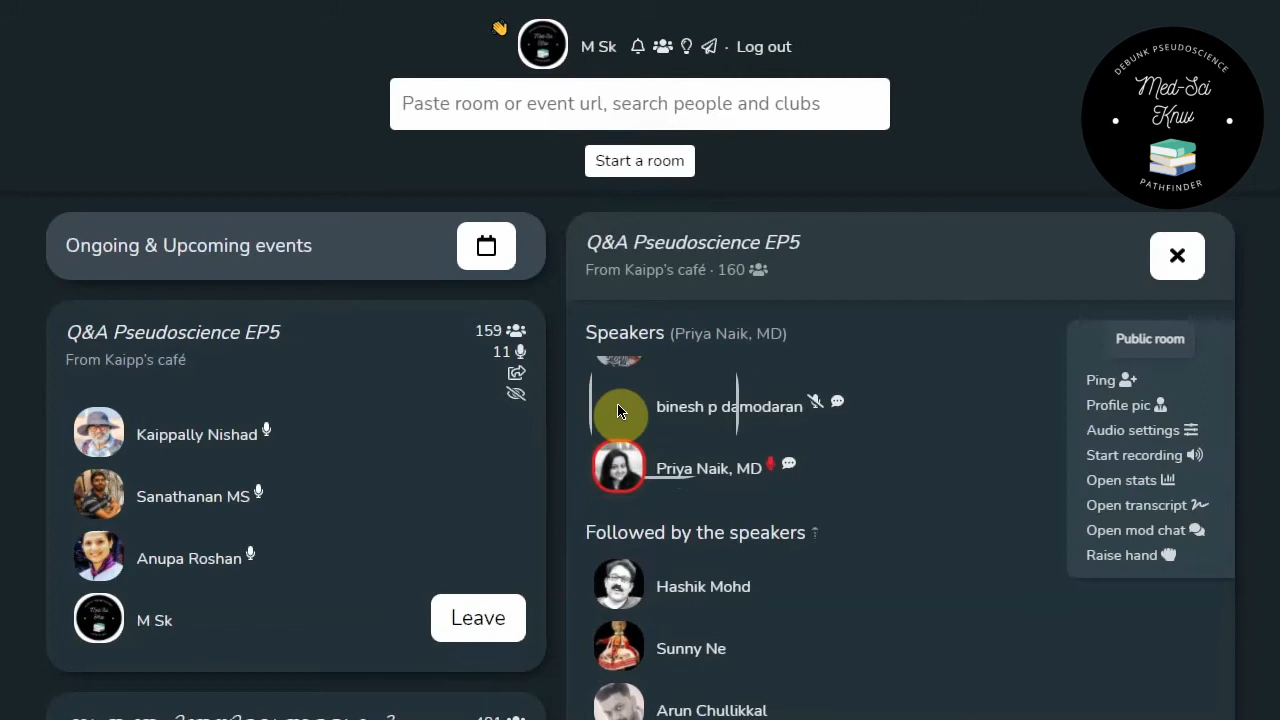 M Sk · Log out
Paste room or event url, search people and clubs
Start a room
DEBUNK PSEUDOSCIENCE
Med-Sci
Knw
PATHFINDER
Ongoing & Upcoming events
Q&A Pseudoscience EP5
From Kaipp's café
159
11
Kaippally Nishad
Sanathanan MS
Anupa Roshan
M Sk
Leave
Q&A Pseudoscience EP5
From Kaipp's café · 160
Speakers (Priya Naik, MD)
binesh p damodaran
Priya Naik, MD
Followed by the speakers
Hashik Mohd
Sunny Ne
Arun Chullikkal
Public room
Ping
Profile pic
Audio settings
Start recording
Open stats
Open transcript
Open mod chat
Raise hand